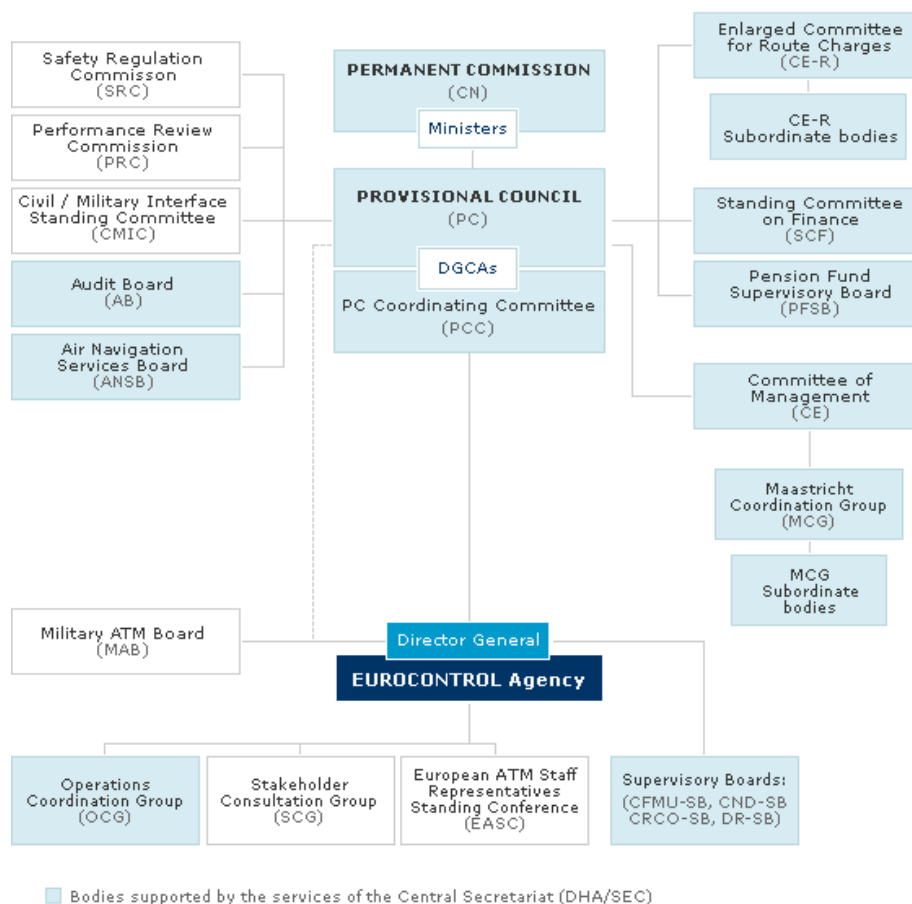 Safety Regulation
Commisson
(SRC)
Performance Review
Commission
(PRC)
Civil / Military Interface
Standing Committee
(CMIC)
Audit Board
(AB)
Air Navigation
Services Board
(ANSB)
PERMANENT COMMISSION
(CN)
Ministers
PROVISIONAL COUNCIL
(PC)
DGCAs
PC Coordinating Committee
(PCC)
Enlarged Committee
for Route Charges
(CE-R)
CE-R
Subordinate bodies
Standing Committee
on Finance
(SCF)
Pension Fund
Supervisory Board
(PFSB)
Committee of
Management
(CE)
Maastricht
Coordination Group
(MCG)
MCG
Subordinate
bodies
Military ATM Board
(MAB)
Director General
EUROCONTROL Agency
Operations
Coordination Group
(OCG)
Stakeholder
Consultation Group
(SCG)
European ATM Staff
Representatives
Standing Conference
(EASC)
Supervisory Boards:
(CFMU-SB, CND-SB
CRCO-SB, DR-SB)
Bodies supported by the services of the Central Secretariat (DHA/SEC)